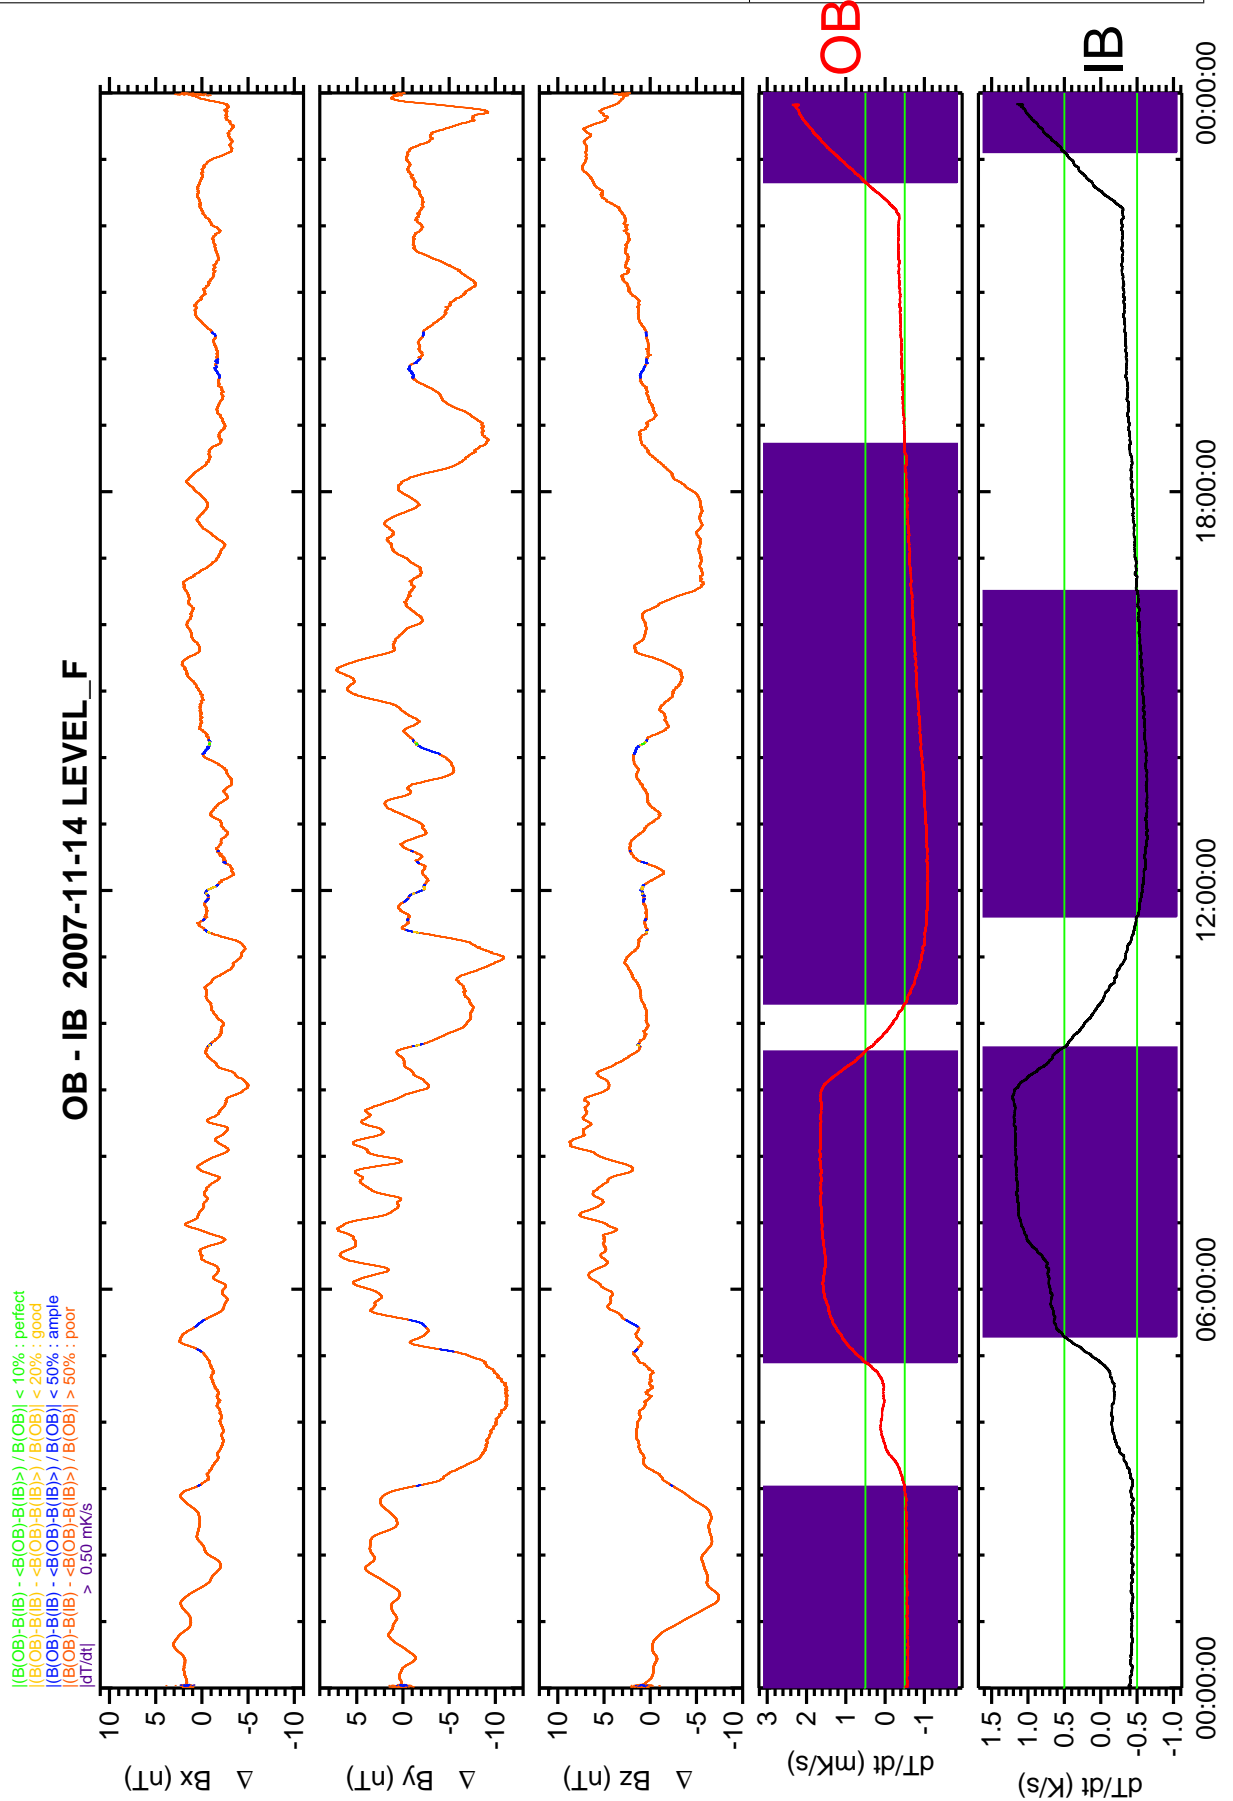 OB - IB 2007-11-14 LEVEL_F
|(B(OB)-B(IB) - <B(OB)-B(IB)>) / B(OB)| < 10% : perfect
|(B(OB)-B(IB) - <B(OB)-B(IB)>) / B(OB)| < 20% : good
|(B(OB)-B(IB) - <B(OB)-B(IB)>) / B(OB)| < 50% : ample
|(B(OB)-B(IB) - <B(OB)-B(IB)>) / B(OB)| > 50% : poor
|dT/dt| > 0.50 mK/s
Δ Bx (nT)
10
5
0
-5
-10
Δ By (nT)
5
0
-5
-10
Δ Bz (nT)
10
5
0
-5
-10
dT/dt (mK/s)
3
2
1
0
-1
OB
dT/dt (K/s)
1.5
1.0
0.5
0.0
-0.5
-1.0
IB
00:00:00 06:00:00 12:00:00 18:00:00 00:00:00